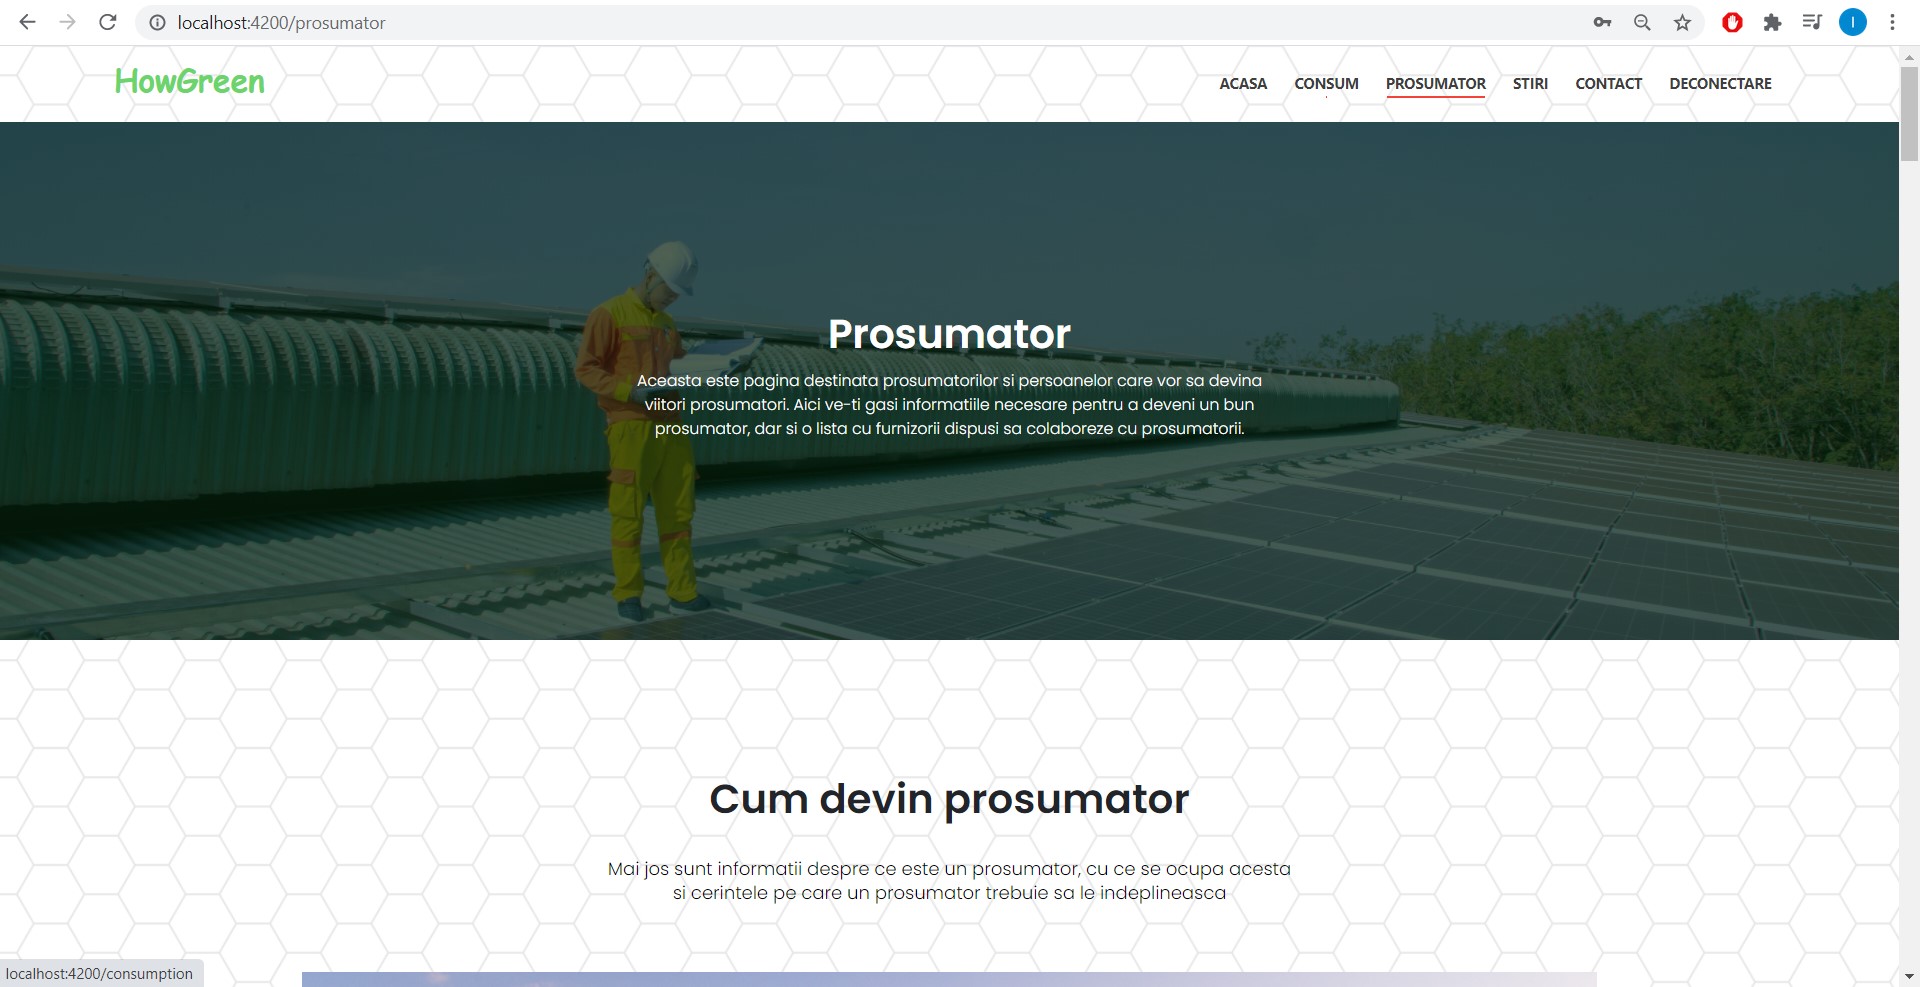 localhost:4200/prosumator
I
HowGreen
ACASA CONSUM PROSUMATOR STIRI CONTACT DECONECTARE
Prosumator
Aceasta este pagina destinata prosumatorilor si persoanelor care vor sa devina
viitori prosumatori. Aici ve-ti gasi informatiile necesare pentru a deveni un bun
prosumator, dar si o lista cu furnizorii dispusi sa colaboreze cu prosumatorii.
Cum devin prosumator
Mai jos sunt informatii despre ce este un prosumator, cu ce se ocupa acesta
si cerintele pe care un prosumator trebuie sa le indeplineasca
localhost:4200/consumption